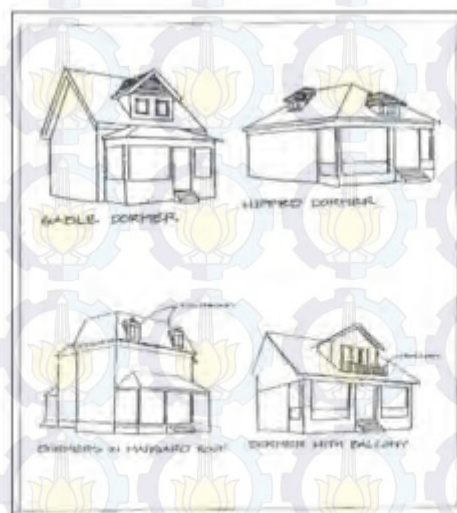 GABLE DORMER
HIPPED DORMER
DORMERS IN MANSARD ROOF
DORMER WITH BALCONY